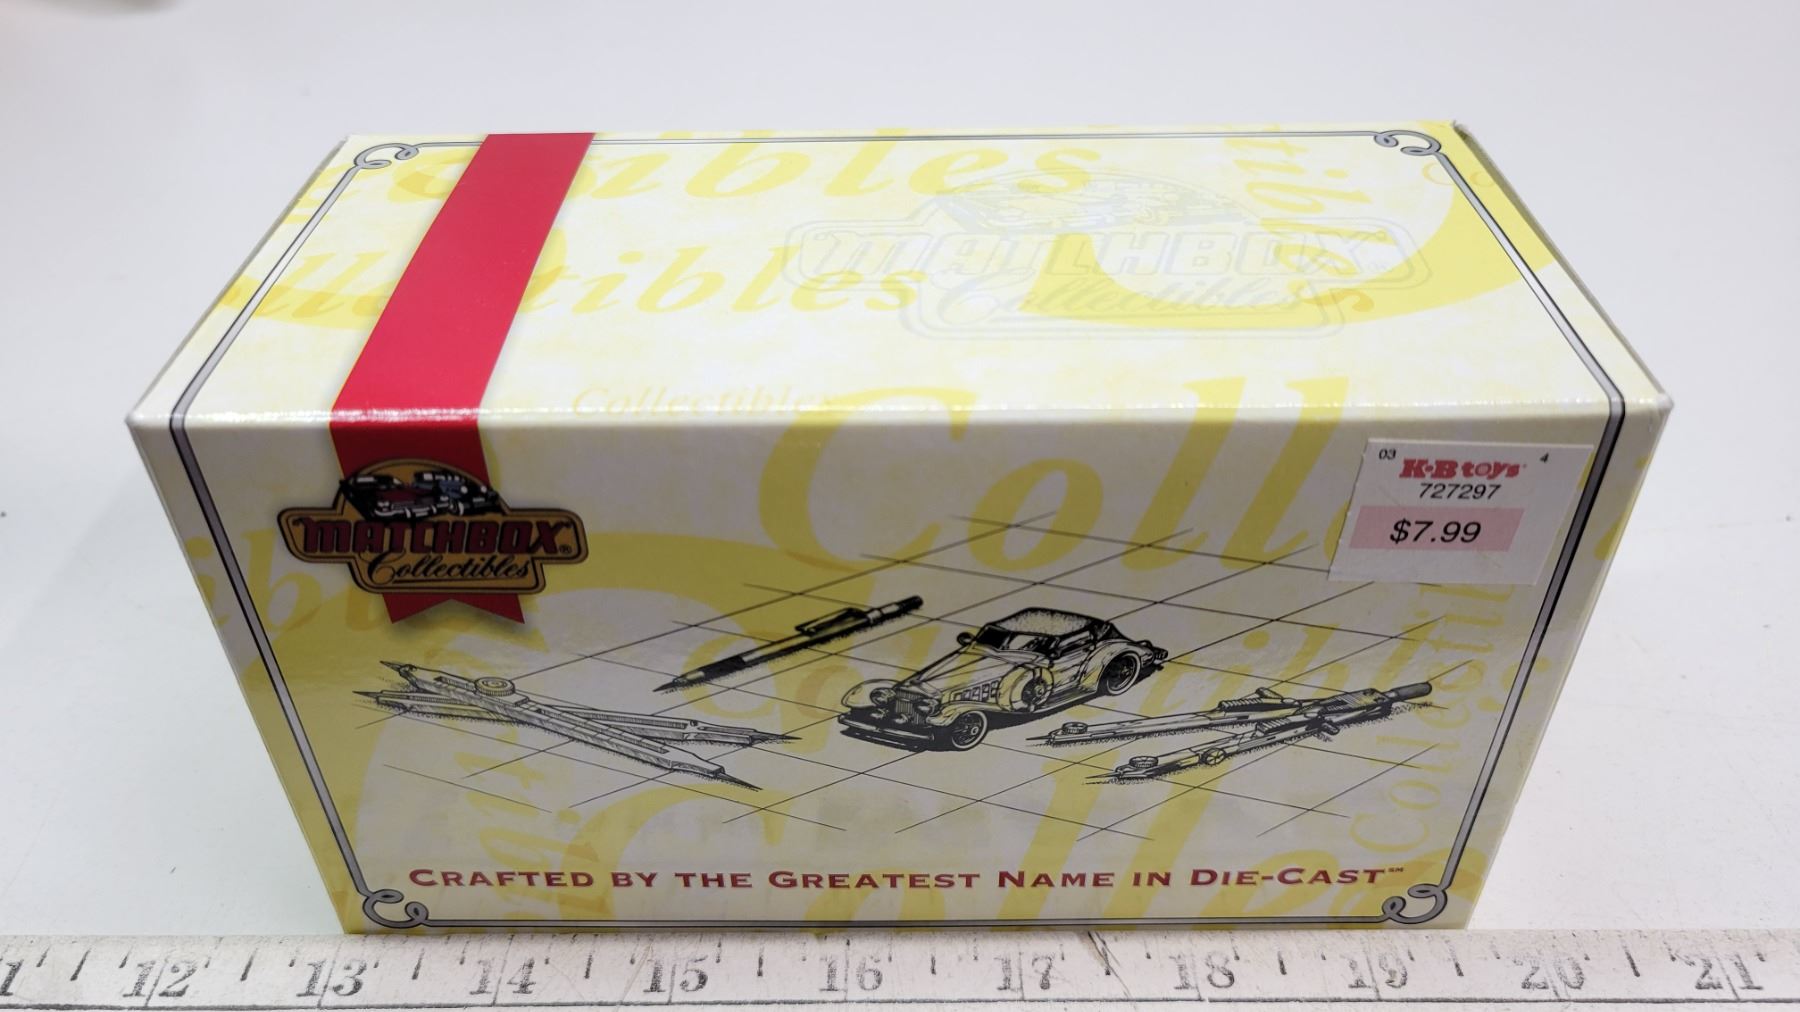 Collectibles
MATCHBOX
Collectibles
Collectibles
03 K·B toys 4
727297
$7.99
MATCHBOX®
Collectibles
CRAFTED BY THE GREATEST NAME IN DIE-CAST℠
12 13 14 15 16 17 18 19 20 21